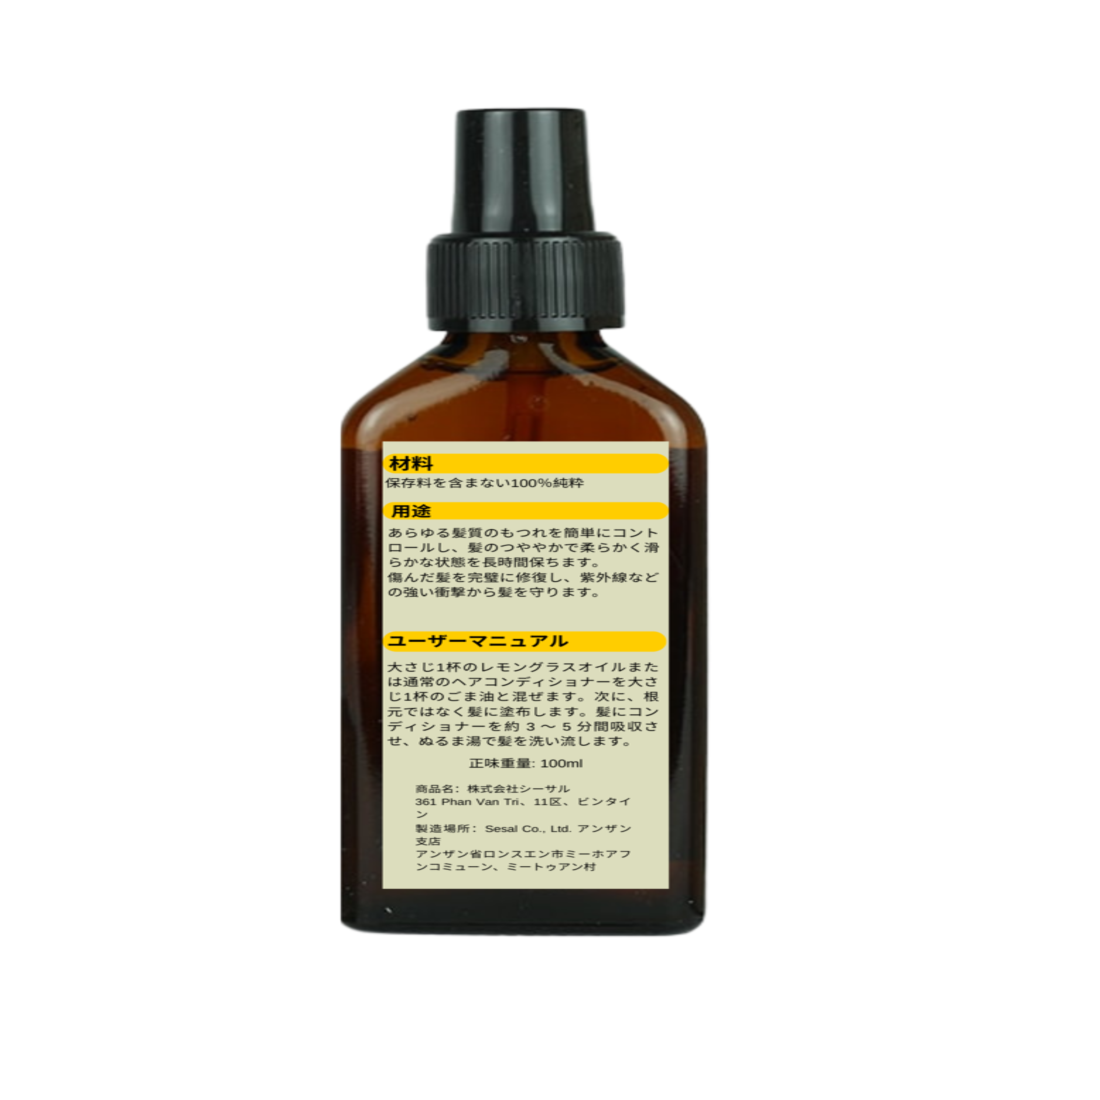 材料
保存料を含まない100%純粋
用途
あらゆる髪質のもつれを簡単にコント
ロールし、髪のつややかで柔らかく滑
らかな状態を長時間保ちます。
傷んだ髪を完璧に修復し、紫外線など
の強い衝撃から髪を守ります。
ユーザーマニュアル
大さじ1杯のレモングラスオイルまた
は通常のヘアコンディショナーを大さ
じ1杯のごま油と混ぜます。次に、根
元ではなく髪に塗布します。髪にコン
ディショナーを約 3 ～ 5 分間吸収さ
せ、ぬるま湯で髪を洗い流します。
正味重量: 100ml
商品名: 株式会社シーサル
361 Phan Van Tri、11区、ビンタイ
ン
製造場所: Sesal Co., Ltd. アンザン
支店
アンザン省ロンスエン市ミーホアフ
ンコミューン、ミートゥアン村